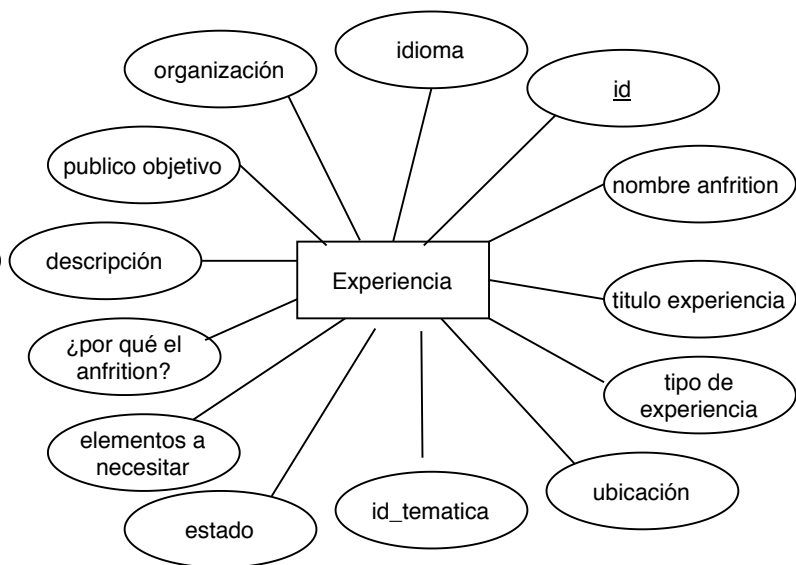 idioma
organización
id
publico objetivo
nombre anfrition
descripción
Experiencia
titulo experiencia
¿por qué el
anfrition?
tipo de
experiencia
elementos a
necesitar
ubicación
id_tematica
estado